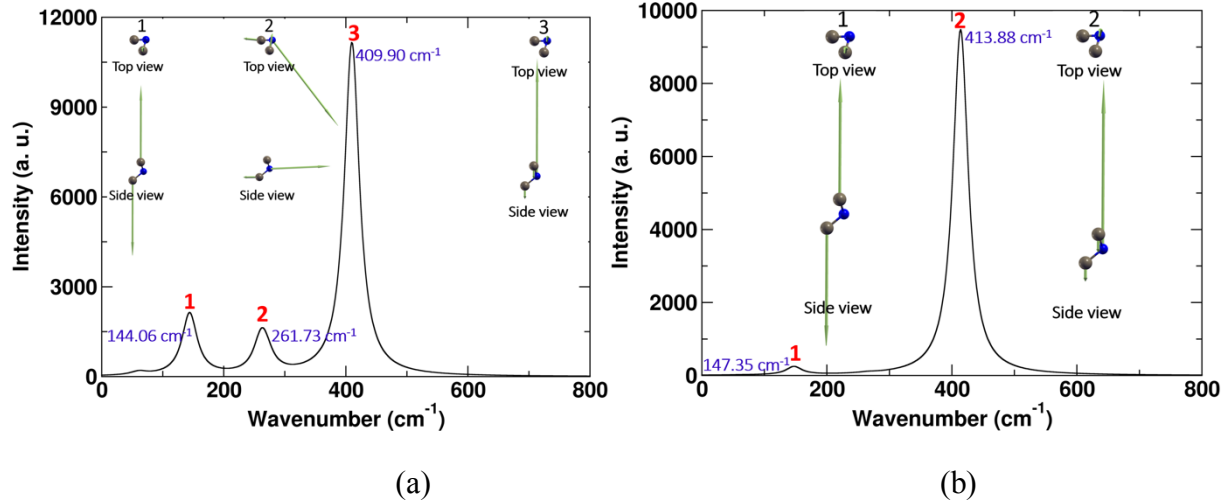 1
2
3
3
409.90 cm-1
Top view
Top view
Top view
Side view
Side view
Side view
1
2
144.06 cm-1
261.73 cm-1
12000
9000
6000
3000
0
Intensity (a. u.)
0 200 400 600 800
Wavenumber (cm-1)
(a)
1
2
2
413.88 cm-1
Top view
Top view
Side view
Side view
147.35 cm-1
1
10000
8000
6000
4000
2000
0
Intensity (a. u.)
0 200 400 600 800
Wavenumber (cm-1)
(b)